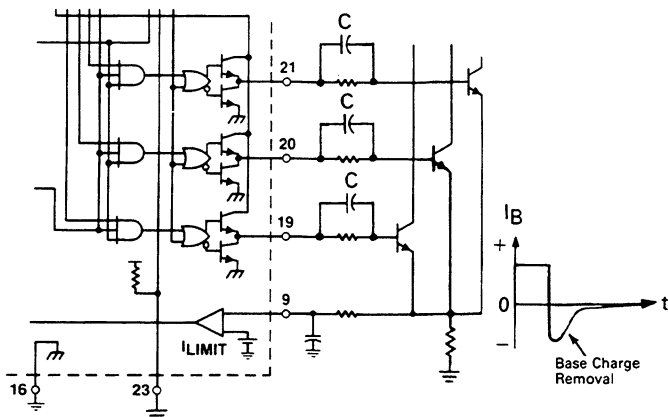 C
21
C
20
C
19
9
I_LIMIT
16
23
I_B
+
0
t
−
Base Charge
Removal